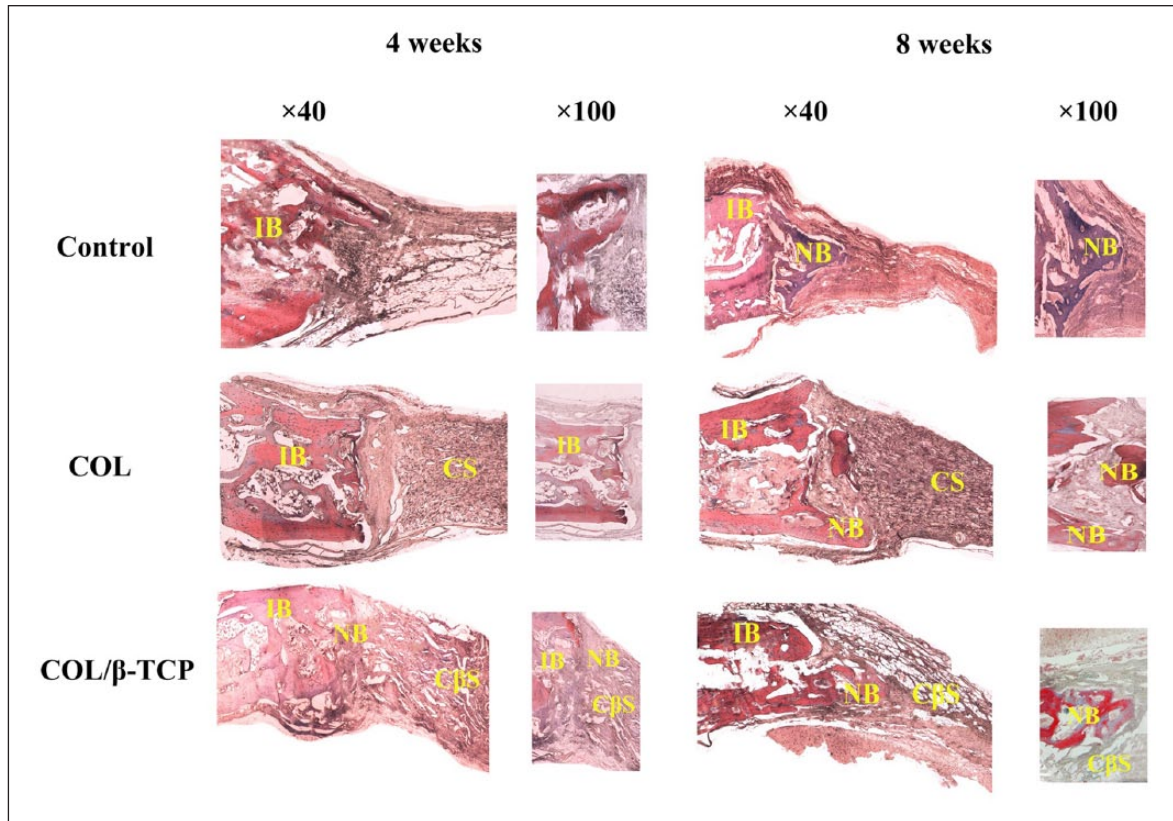 4 weeks 8 weeks
×40 ×100 ×40 ×100
Control
IB
IB
NB
NB
COL
IB
CS
IB
IB
NB
CS
NB
NB
COL/β-TCP
IB
NB
CβS
IB
NB
CβS
IB
NB
CβS
NB
CβS